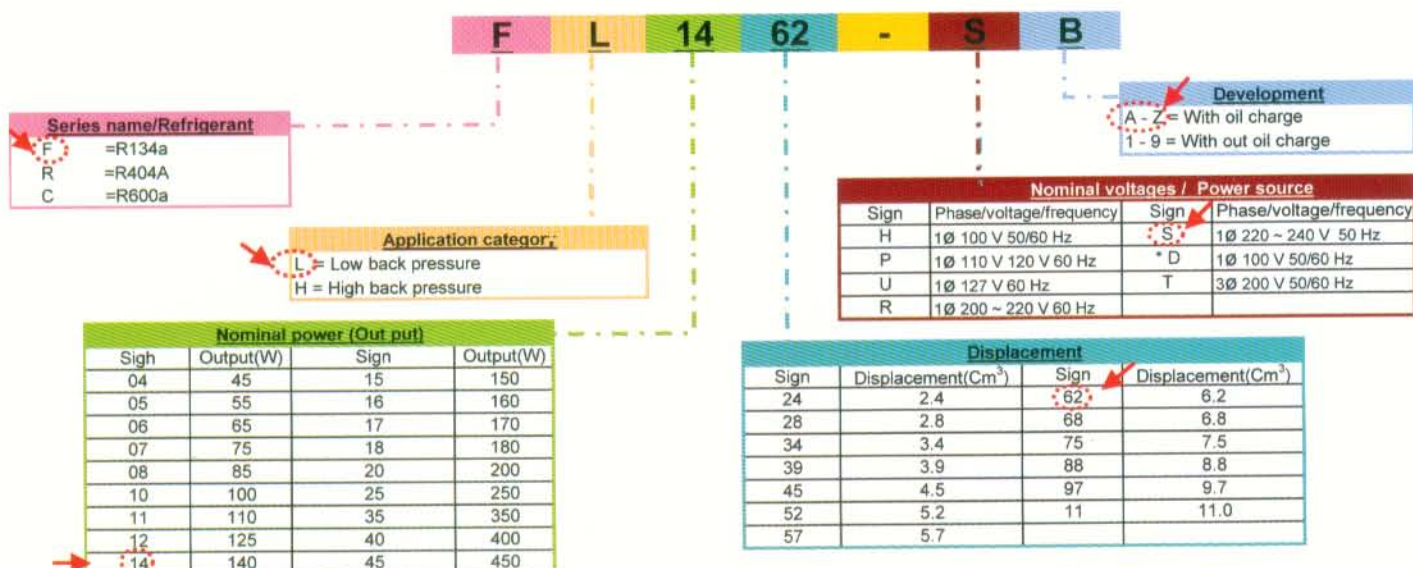 F L 14 62 - S B
Development
A - Z = With oil charge
1 - 9 = With out oil charge
Series name/Refrigerant
F =R134a
R =R404A
C =R600a
Nominal voltages / Power source
Sign Phase/voltage/frequency Sign Phase/voltage/frequency
H 1Ø 100 V 50/60 Hz S 1Ø 220 ~ 240 V 50 Hz
P 1Ø 110 V 120 V 60 Hz * D 1Ø 100 V 50/60 Hz
U 1Ø 127 V 60 Hz T 3Ø 200 V 50/60 Hz
R 1Ø 200 ~ 220 V 60 Hz
Application category:
L = Low back pressure
H = High back pressure
Nominal power (Out put)
Sigh Output(W) Sign Output(W)
04 45 15 150
05 55 16 160
06 65 17 170
07 75 18 180
08 85 20 200
10 100 25 250
11 110 35 350
12 125 40 400
14 140 45 450
Displacement
Sign Displacement(Cm³) Sign Displacement(Cm³)
24 2.4 62 6.2
28 2.8 68 6.8
34 3.4 75 7.5
39 3.9 88 8.8
45 4.5 97 9.7
52 5.2 11 11.0
57 5.7